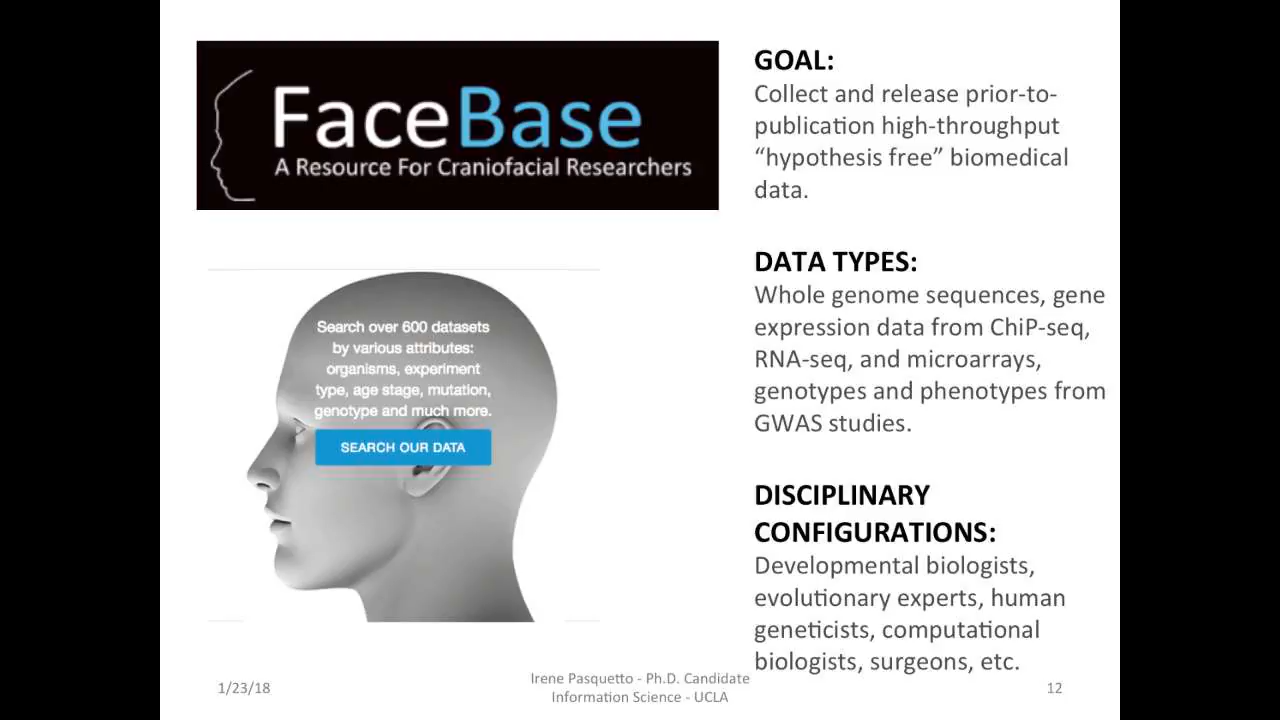 FaceBase
A Resource For Craniofacial Researchers
Search over 600 datasets
by various attributes:
organisms, experiment
type, age stage, mutation,
genotype and much more.
SEARCH OUR DATA
GOAL:
Collect and release prior-to-
publication high-throughput
“hypothesis free” biomedical
data.
DATA TYPES:
Whole genome sequences, gene
expression data from ChiP-seq,
RNA-seq, and microarrays,
genotypes and phenotypes from
GWAS studies.
DISCIPLINARY
CONFIGURATIONS:
Developmental biologists,
evolutionary experts, human
geneticists, computational
biologists, surgeons, etc.
1/23/18
Irene Pasquetto - Ph.D. Candidate
Information Science - UCLA
12